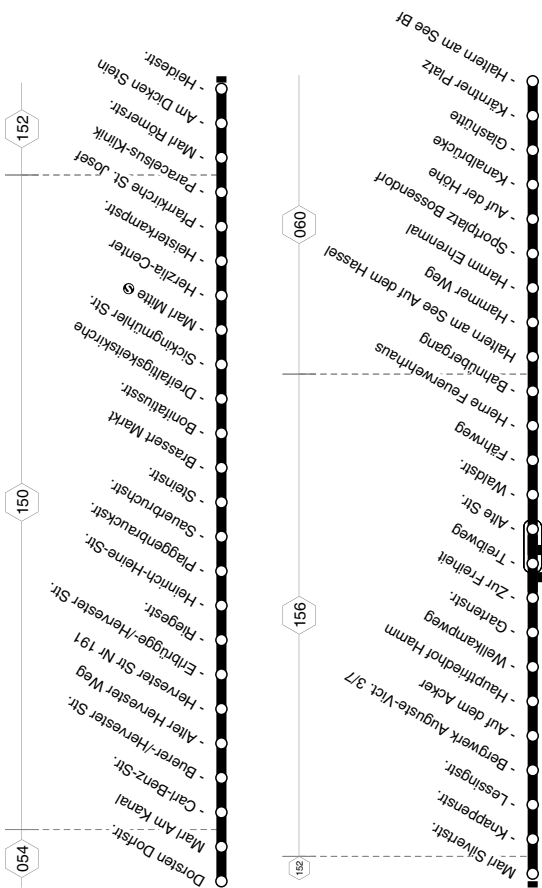 054
150
152
Dorsten Dorfstr.
Marl Am Kanal
- Carl-Benz-Str.
- Buerer-/Hervester Str.
- Alter Hervester Weg
- Hervester Str Nr 191
- Erlbrügge-/Hervester Str.
- Riegestr.
- Heinrich-Heine-Str.
- Plaggenbrauckstr.
- Sauerbruchstr.
- Steinstr.
- Brassert Markt
- Bonifatiusstr.
- Dreifaltigkeitskirche
- Sickingmühler Str.
- Marl Mitte S
- Herzlia-Center
- Heisterkampstr.
- Pfarrkirche St. Josef
- Paracelsus-Klinik
- Marl Römerstr.
- Am Dicken Stein
- Heidestr.
152
156
060
Marl Silvertstr.
- Knappenstr.
- Lessingstr.
- Bergwerk Auguste-Vict. 3/7
- Auf dem Acker
- Hauptfriedhof Hamm
- Wellkampweg
- Gartenstr.
- Zur Freiheit
- Treibweg
- Alte Str.
- Waldstr.
- Fährweg
- Herne Feuerwehrhaus
- Bahnübergang
Haltern am See Auf dem Hassel
- Hammer Weg
- Hamm Ehrenmal
- Sportplatz Bossendorf
- Auf der Höhe
- Kanalbrücke
- Glashütte
- Kärntner Platz
- Haltern am See Bf